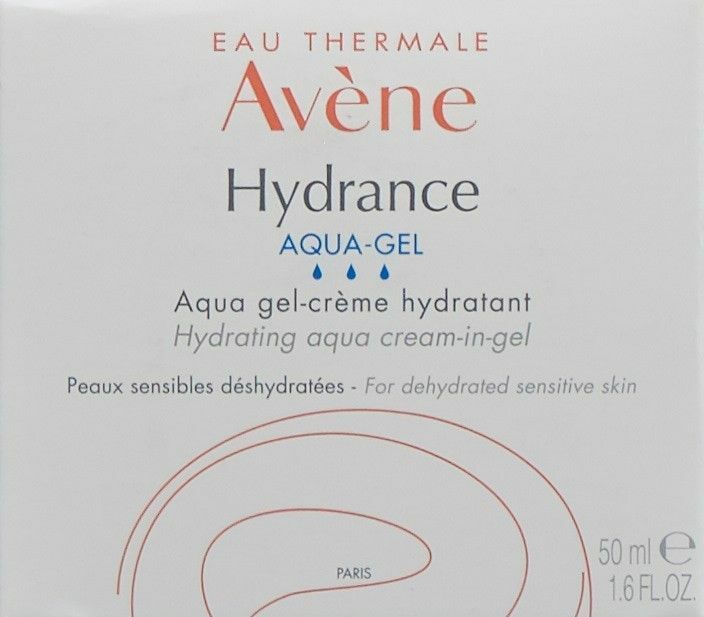 EAU THERMALE
Avène
Hydrance
AQUA-GEL
Aqua gel-crème hydratant
Hydrating aqua cream-in-gel
Peaux sensibles déshydratées - For dehydrated sensitive skin
PARIS
50 ml ℮
1.6 FL.OZ.